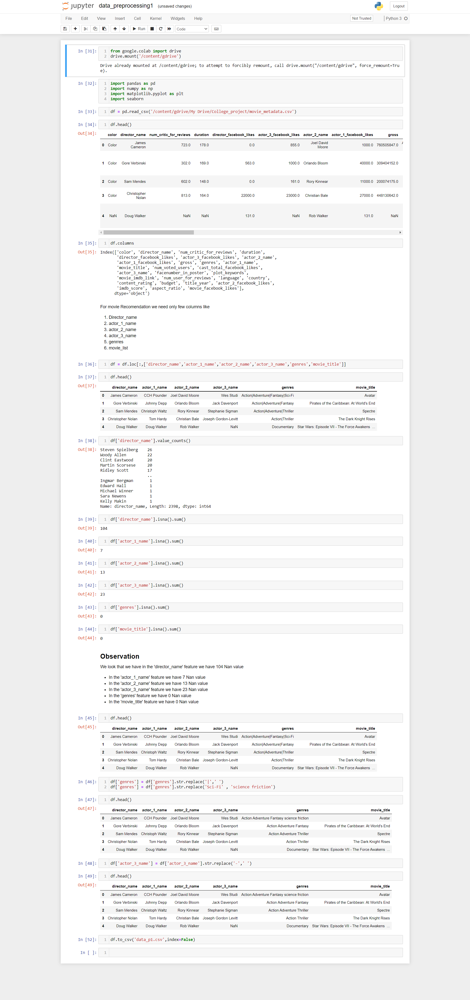 jupyter data_preprocessing1 (unsaved changes) Logout
File Edit View Insert Cell Kernel Widgets Help Not Trusted Python 3
Run Code
In [31]: 1 from google.colab import drive
2 drive.mount('/content/gdrive')
Drive already mounted at /content/gdrive; to attempt to forcibly remount, call drive.mount("/content/gdrive", force_remount=Tru
e).
In [32]: 1 import pandas as pd
2 import numpy as np
3 import matplotlib.pyplot as plt
4 import seaborn
In [33]: 1 df = pd.read_csv('/content/gdrive/My Drive/College_project/movie_metadata.csv')
In [34]: 1 df.head()
Out[34]:
color director_name num_critic_for_reviews duration director_facebook_likes actor_3_facebook_likes actor_2_name actor_1_facebook_likes gross
0 Color James Cameron 723.0 178.0 0.0 855.0 Joel David Moore 1000.0 760505847.0
1 Color Gore Verbinski 302.0 169.0 563.0 1000.0 Orlando Bloom 40000.0 309404152.0
2 Color Sam Mendes 602.0 148.0 0.0 161.0 Rory Kinnear 11000.0 200074175.0
3 Color Christopher Nolan 813.0 164.0 22000.0 23000.0 Christian Bale 27000.0 448130642.0
4 NaN Doug Walker NaN NaN 131.0 NaN Rob Walker 131.0 NaN
In [35]: 1 df.columns
Out[35]: Index(['color', 'director_name', 'num_critic_for_reviews', 'duration',
'director_facebook_likes', 'actor_3_facebook_likes', 'actor_2_name',
'actor_1_facebook_likes', 'gross', 'genres', 'actor_1_name',
'movie_title', 'num_voted_users', 'cast_total_facebook_likes',
'actor_3_name', 'facenumber_in_poster', 'plot_keywords',
'movie_imdb_link', 'num_user_for_reviews', 'language', 'country',
'content_rating', 'budget', 'title_year', 'actor_2_facebook_likes',
'imdb_score', 'aspect_ratio', 'movie_facebook_likes'],
dtype='object')
For movie Recomendation we need only few columns like
1. Director_name
2. actor_1_name
3. actor_2_name
4. actor_3_name
5. genrres
6. movie_list
In [36]: 1 df = df.loc[:,['director_name','actor_1_name','actor_2_name','actor_3_name','genres','movie_title']]
In [37]: 1 df.head()
Out[37]:
director_name actor_1_name actor_2_name actor_3_name genres movie_title
0 James Cameron CCH Pounder Joel David Moore Wes Studi Action|Adventure|Fantasy|Sci-Fi Avatar
1 Gore Verbinski Johnny Depp Orlando Bloom Jack Davenport Action|Adventure|Fantasy Pirates of the Caribbean: At World's End
2 Sam Mendes Christoph Waltz Rory Kinnear Stephanie Sigman Action|Adventure|Thriller Spectre
3 Christopher Nolan Tom Hardy Christian Bale Joseph Gordon-Levitt Action|Thriller The Dark Knight Rises
4 Doug Walker Doug Walker Rob Walker NaN Documentary Star Wars: Episode VII - The Force Awakens ...
In [38]: 1 df['director_name'].value_counts()
Out[38]: Steven Spielberg 26
Woody Allen 22
Clint Eastwood 20
Martin Scorsese 20
Ridley Scott 17
..
Ingmar Bergman 1
Edward Hall 1
Michael Winner 1
Sara Newens 1
Kelly Makin 1
Name: director_name, Length: 2398, dtype: int64
In [39]: 1 df['director_name'].isna().sum()
Out[39]: 104
In [40]: 1 df['actor_1_name'].isna().sum()
Out[40]: 7
In [41]: 1 df['actor_2_name'].isna().sum()
Out[41]: 13
In [42]: 1 df['actor_3_name'].isna().sum()
Out[42]: 23
In [43]: 1 df['genres'].isna().sum()
Out[43]: 0
In [44]: 1 df['movie_title'].isna().sum()
Out[44]: 0
Observation
We look that we have in the 'director_name' feature we have 104 Nan value
• In the 'actor_1_name' feature we have 7 Nan value
• In the 'actor_2_name' feature we have 13 Nan value
• In the 'actor_3_name' feature we have 23 Nan value
• In the 'genres' feature we have 0 Nan value
• In the 'movie_title' feature we have 0 Nan value
In [45]: 1 df.head()
Out[45]:
director_name actor_1_name actor_2_name actor_3_name genres movie_title
0 James Cameron CCH Pounder Joel David Moore Wes Studi Action|Adventure|Fantasy|Sci-Fi Avatar
1 Gore Verbinski Johnny Depp Orlando Bloom Jack Davenport Action|Adventure|Fantasy Pirates of the Caribbean: At World's End
2 Sam Mendes Christoph Waltz Rory Kinnear Stephanie Sigman Action|Adventure|Thriller Spectre
3 Christopher Nolan Tom Hardy Christian Bale Joseph Gordon-Levitt Action|Thriller The Dark Knight Rises
4 Doug Walker Doug Walker Rob Walker NaN Documentary Star Wars: Episode VII - The Force Awakens ...
In [46]: 1 df['genres'] = df['genres'].str.replace('|',' ')
2 df['genres'] = df['genres'].str.replace('Sci-Fi' , 'science friction')
In [47]: 1 df.head()
Out[47]:
director_name actor_1_name actor_2_name actor_3_name genres movie_title
0 James Cameron CCH Pounder Joel David Moore Wes Studi Action Adventure Fantasy science friction Avatar
1 Gore Verbinski Johnny Depp Orlando Bloom Jack Davenport Action Adventure Fantasy Pirates of the Caribbean: At World's End
2 Sam Mendes Christoph Waltz Rory Kinnear Stephanie Sigman Action Adventure Thriller Spectre
3 Christopher Nolan Tom Hardy Christian Bale Joseph Gordon-Levitt Action Thriller The Dark Knight Rises
4 Doug Walker Doug Walker Rob Walker NaN Documentary Star Wars: Episode VII - The Force Awakens ...
In [48]: 1 df['actor_3_name'] = df['actor_3_name'].str.replace('-',' ')
In [49]: 1 df.head()
Out[49]:
director_name actor_1_name actor_2_name actor_3_name genres movie_title
0 James Cameron CCH Pounder Joel David Moore Wes Studi Action Adventure Fantasy science friction Avatar
1 Gore Verbinski Johnny Depp Orlando Bloom Jack Davenport Action Adventure Fantasy Pirates of the Caribbean: At World's End
2 Sam Mendes Christoph Waltz Rory Kinnear Stephanie Sigman Action Adventure Thriller Spectre
3 Christopher Nolan Tom Hardy Christian Bale Joseph Gordon Levitt Action Thriller The Dark Knight Rises
4 Doug Walker Doug Walker Rob Walker NaN Documentary Star Wars: Episode VII - The Force Awakens ...
In [52]: 1 df.to_csv('data_p1.csv',index=False)
In [ ]: 1